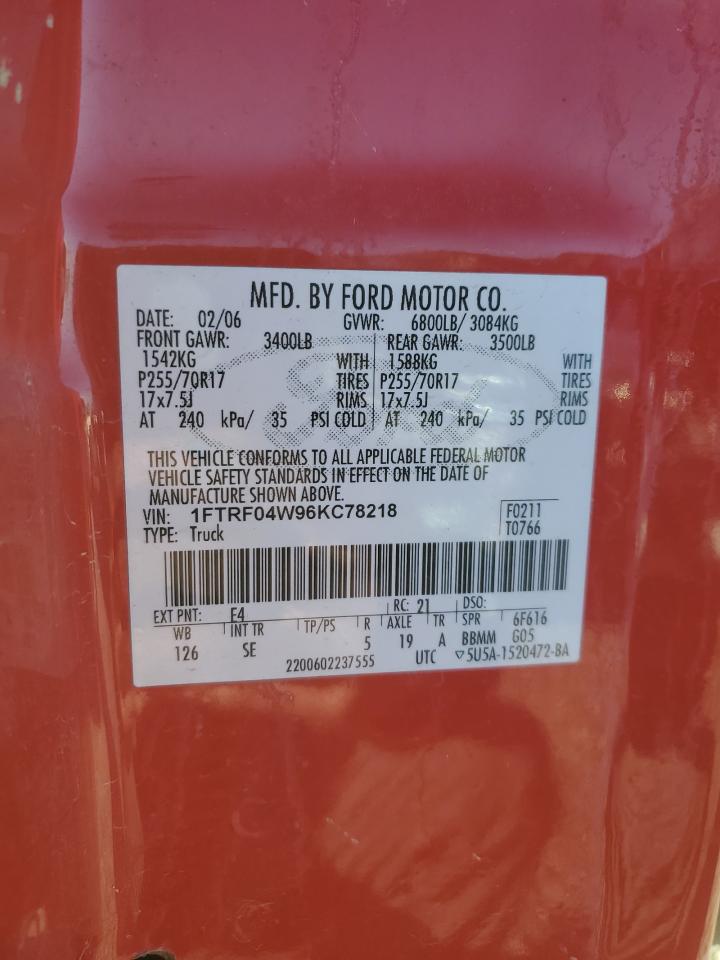 MFD. BY FORD MOTOR CO.
DATE: 02/06 GVWR: 6800LB/ 3084KG
FRONT GAWR: 3400LB REAR GAWR: 3500LB
1542KG WITH 1588KG WITH
P255/70R17 TIRES P255/70R17 TIRES
17x7.5J RIMS 17x7.5J RIMS
AT 240 kPa/ 35 PSI COLD AT 240 kPa/ 35 PSI COLD
THIS VEHICLE CONFORMS TO ALL APPLICABLE FEDERAL MOTOR
VEHICLE SAFETY STANDARDS IN EFFECT ON THE DATE OF
MANUFACTURE SHOWN ABOVE.
VIN: 1FTRF04W96KC78218 F0211
TYPE: Truck T0766
EXT PNT: E4 RC: 21 DSO:
WB INT TR TP/PS R AXLE TR SPR 6F616
126 SE 5 19 A BBMM G05
2200602237555 UTC ▽5U5A-1520472-BA